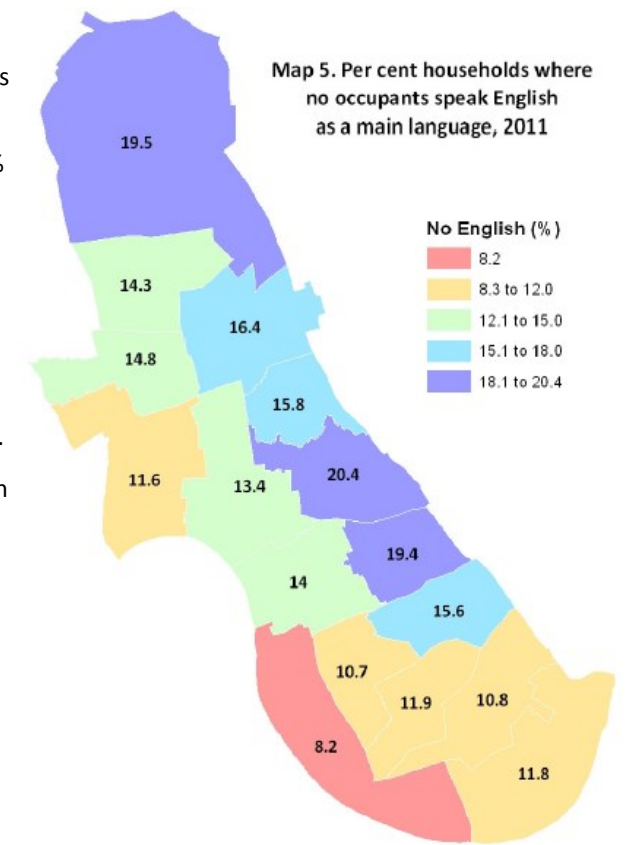 s
%
.
n
Map 5. Per cent households where
no occupants speak English
as a main language, 2011
No English (%)
8.2
8.3 to 12.0
12.1 to 15.0
15.1 to 18.0
18.1 to 20.4
19.5
14.3
16.4
14.8
15.8
11.6
13.4
20.4
19.4
14
15.6
10.7
11.9
10.8
8.2
11.8